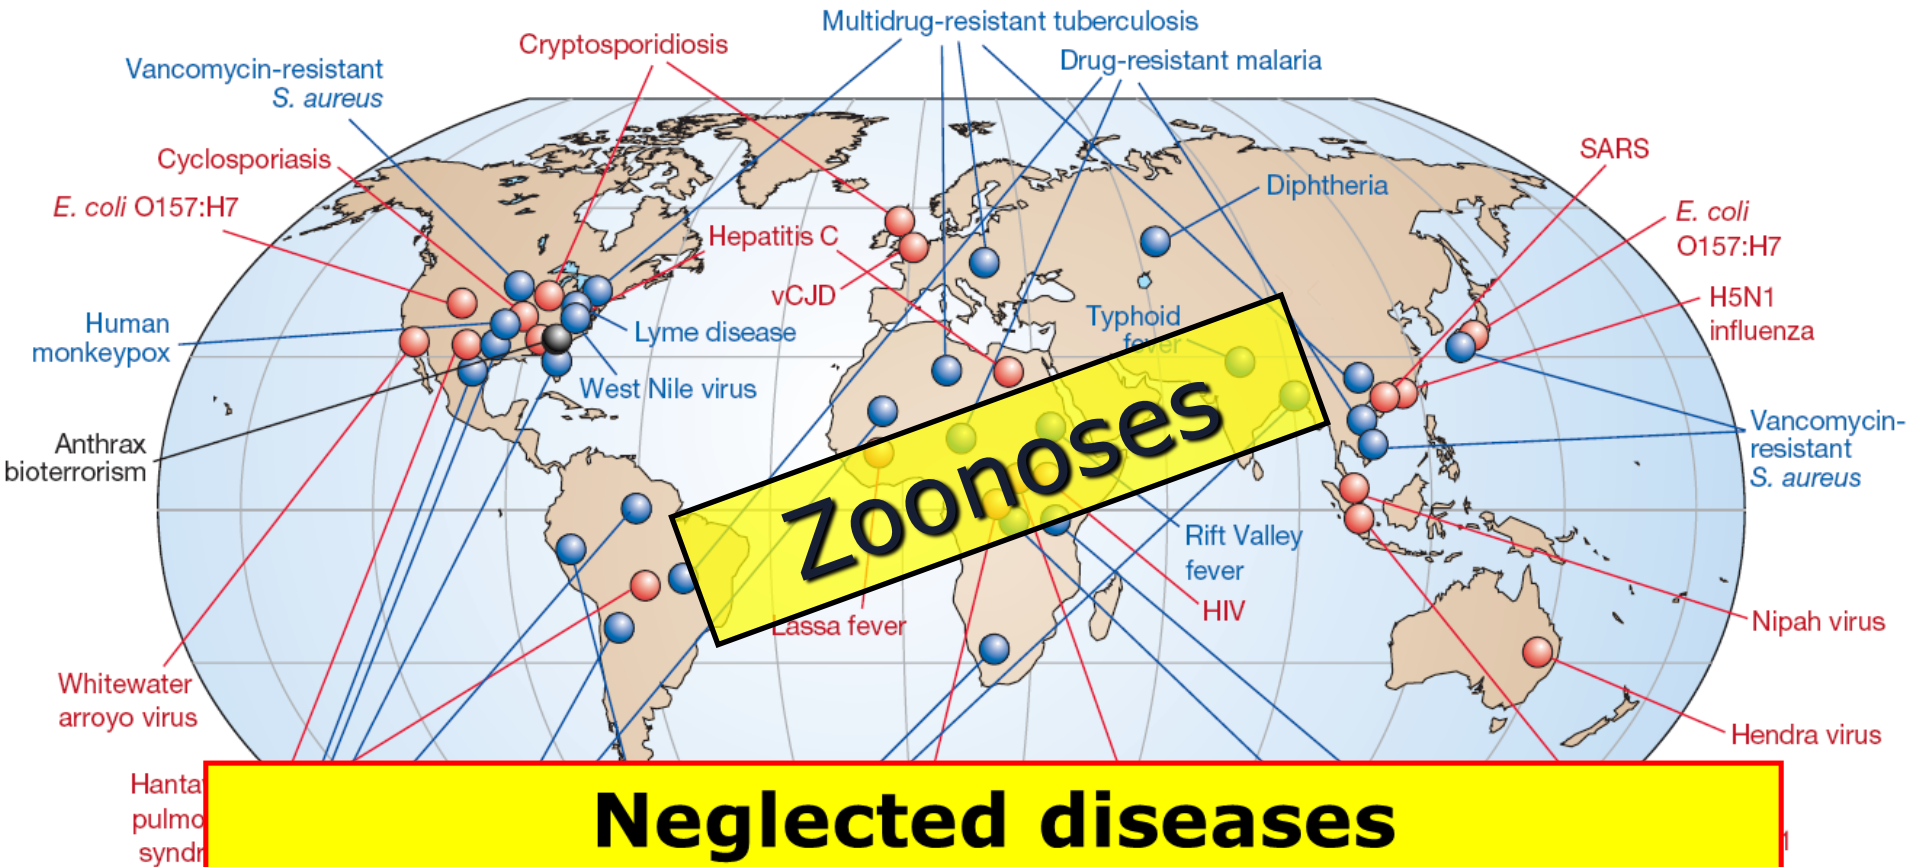 Multidrug-resistant tuberculosis
Cryptosporidiosis
Drug-resistant malaria
Vancomycin-resistant
S. aureus
Cyclosporiasis
SARS
Diphtheria
E. coli O157:H7
E. coli
O157:H7
Hepatitis C
vCJD
H5N1
influenza
Human
monkeypox
Lyme disease
Typhoid
fever
West Nile virus
Anthrax
bioterrorism
Zoonoses
Vancomycin-
resistant
S. aureus
Rift Valley
fever
HIV
Lassa fever
Nipah virus
Whitewater
arroyo virus
Hendra virus
Neglected diseases